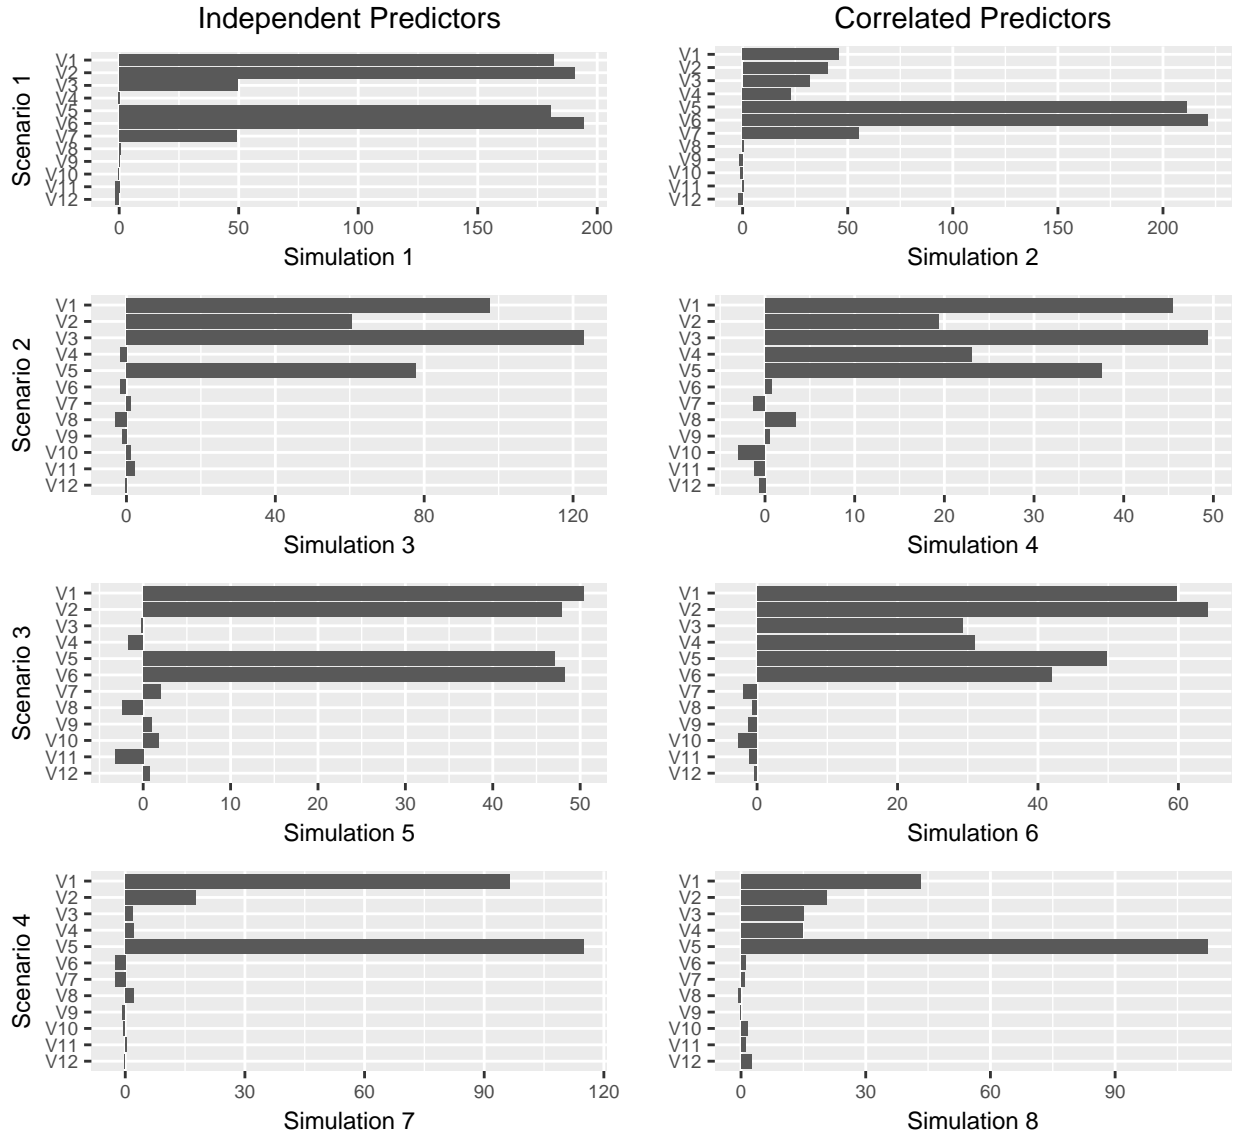 Independent Predictors
Correlated Predictors
Scenario 1
V1
V2
V3
V4
V5
V6
V7
V8
V9
V10
V11
V12
0 50 100 150 200
Simulation 1
V1
V2
V3
V4
V5
V6
V7
V8
V9
V10
V11
V12
0 50 100 150 200
Simulation 2
Scenario 2
V1
V2
V3
V4
V5
V6
V7
V8
V9
V10
V11
V12
0 40 80 120
Simulation 3
V1
V2
V3
V4
V5
V6
V7
V8
V9
V10
V11
V12
0 10 20 30 40 50
Simulation 4
Scenario 3
V1
V2
V3
V4
V5
V6
V7
V8
V9
V10
V11
V12
0 10 20 30 40 50
Simulation 5
V1
V2
V3
V4
V5
V6
V7
V8
V9
V10
V11
V12
0 20 40 60
Simulation 6
Scenario 4
V1
V2
V3
V4
V5
V6
V7
V8
V9
V10
V11
V12
0 30 60 90 120
Simulation 7
V1
V2
V3
V4
V5
V6
V7
V8
V9
V10
V11
V12
0 30 60 90
Simulation 8